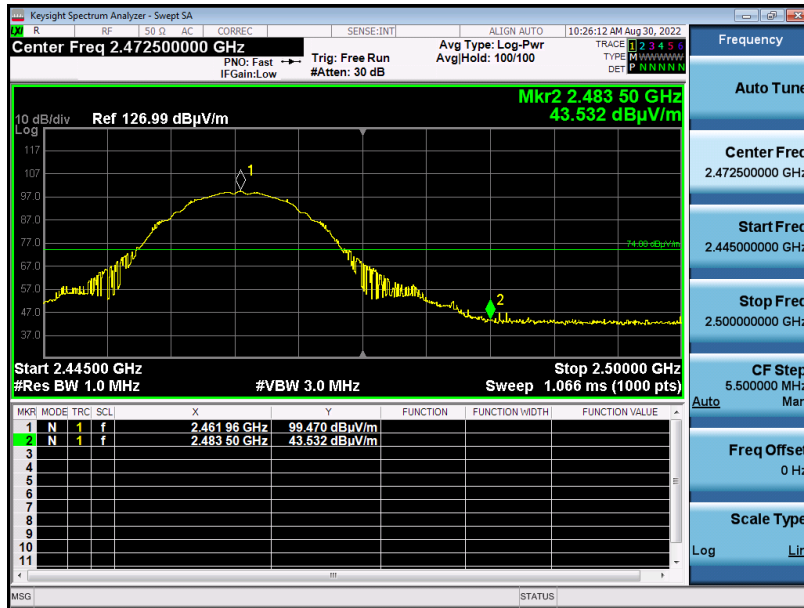 Keysight Spectrum Analyzer - Swept SA
LXI R RF 50 Ω AC CORREC SENSE:INT ALIGN AUTO 10:26:12 AM Aug 30, 2022
Center Freq 2.472500000 GHz
PNO: Fast
IFGain:Low
Trig: Free Run
#Atten: 30 dB
Avg Type: Log-Pwr
Avg|Hold: 100/100
TRACE 1 2 3 4 5 6
TYPE M WWWWW
DET P N N N N N
Mkr2 2.483 50 GHz
43.532 dBμV/m
10 dB/div Ref 126.99 dBμV/m
Log
117
107
97.0
87.0
77.0
67.0
57.0
47.0
37.0
1
2
74.00 dBμV/m
Start 2.44500 GHz Stop 2.50000 GHz
#Res BW 1.0 MHz #VBW 3.0 MHz Sweep 1.066 ms (1000 pts)
MKR MODE TRC SCL X Y FUNCTION FUNCTION WIDTH FUNCTION VALUE
1 N 1 f 2.461 96 GHz 99.470 dBμV/m
2 N 1 f 2.483 50 GHz 43.532 dBμV/m
3
4
5
6
7
8
9
10
11
MSG STATUS
Frequency
Auto Tune
Center Freq
2.472500000 GHz
Start Freq
2.445000000 GHz
Stop Freq
2.500000000 GHz
CF Step
5.500000 MHz
Auto Man
Freq Offset
0 Hz
Scale Type
Log Lin